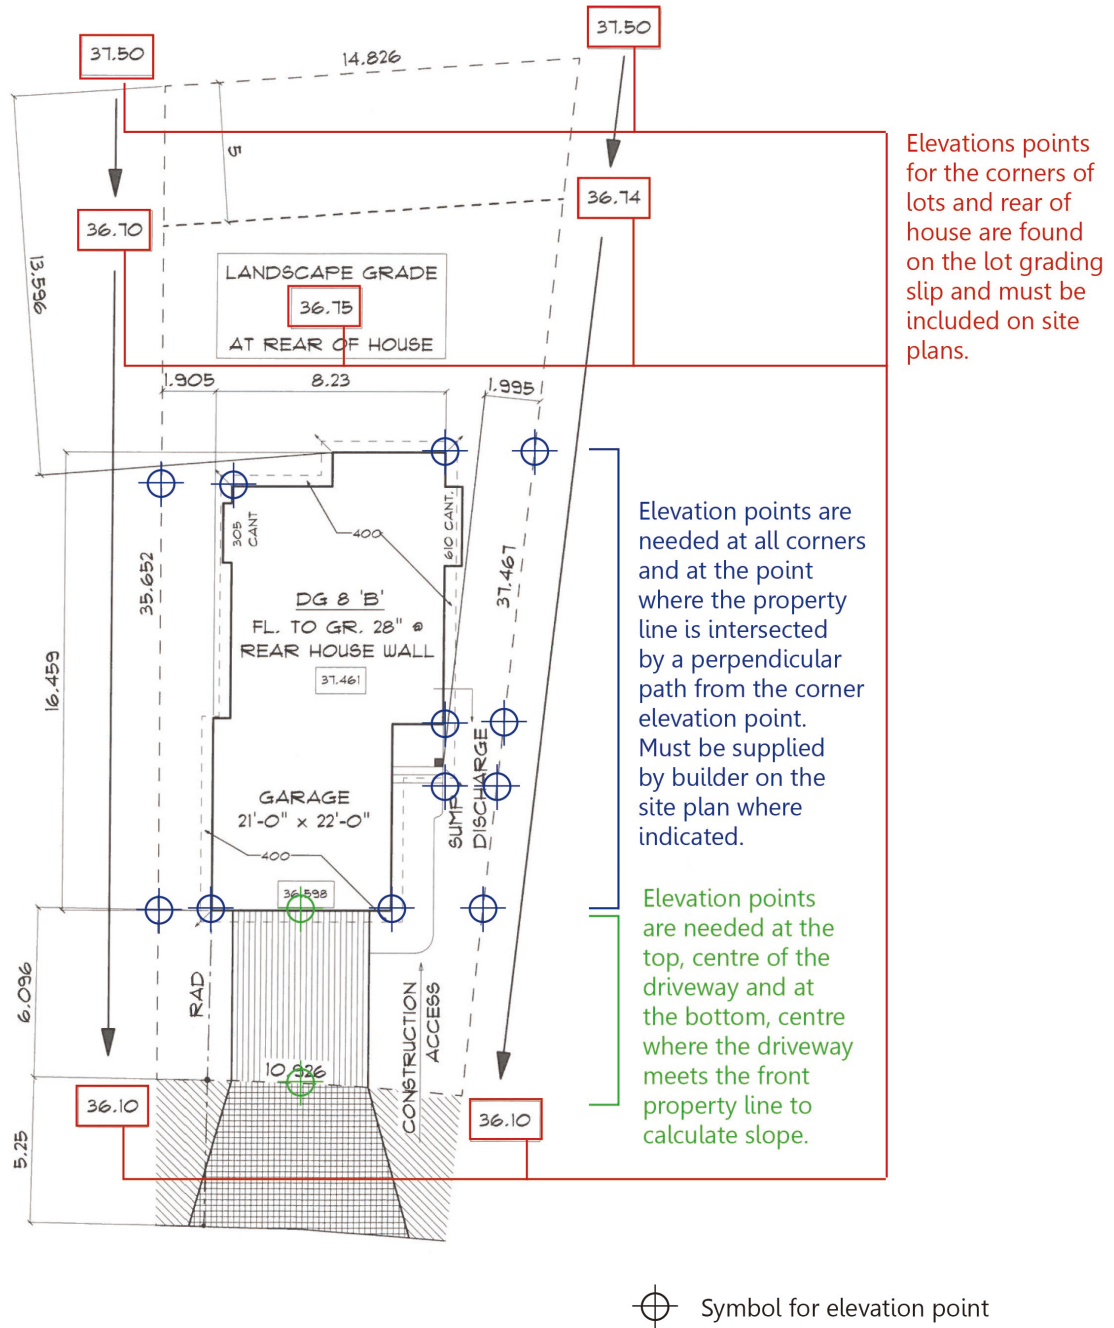 37.50
37.50
14.826
5
36.70
36.74
13.596
LANDSCAPE GRADE
36.75
AT REAR OF HOUSE
1.905
8.23
1.995
Elevations points
for the corners of
lots and rear of
house are found
on the lot grading
slip and must be
included on site
plans.
305
CANT
400
610 CANT.
35.652
37.467
16.459
DG 8 'B'
FL. TO GR. 28" @
REAR HOUSE WALL
37.461
Elevation points are
needed at all corners
and at the point
where the property
line is intersected
by a perpendicular
path from the corner
elevation point.
Must be supplied
by builder on the
site plan where
indicated.
GARAGE
21'-0" x 22'-0"
400
SUMP
DISCHARGE
36.598
6.096
RAD
10.926
CONSTRUCTION
ACCESS
Elevation points
are needed at the
top, centre of the
driveway and at
the bottom, centre
where the driveway
meets the front
property line to
calculate slope.
36.10
36.10
5.25
Symbol for elevation point